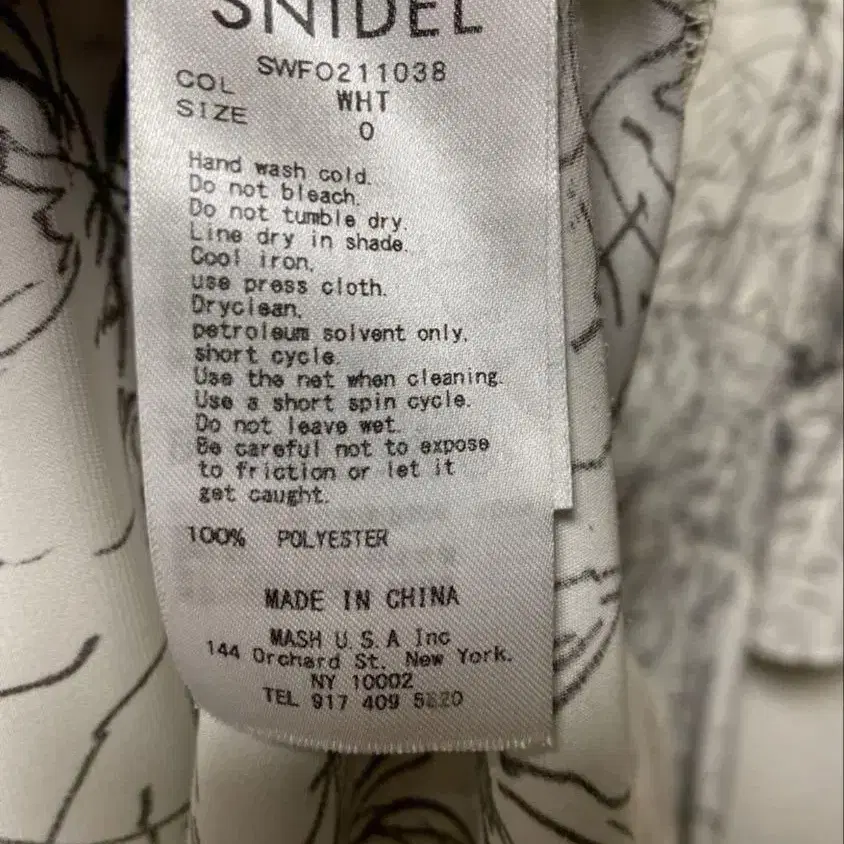 SNIDEL
SWFO211038
COL WHT
SIZE 0
Hand wash cold.
Do not bleach.
Do not tumble dry.
Line dry in shade.
Cool iron.
use press cloth.
Dryclean.
petroleum solvent only.
short cycle.
Use the net when cleaning.
Use a short spin cycle.
Do not leave wet.
Be careful not to expose
to friction or let it
get caught.
100% POLYESTER
MADE IN CHINA
MASH U.S.A Inc
144 Orchard St. New York.
NY 10002
TEL 917 409